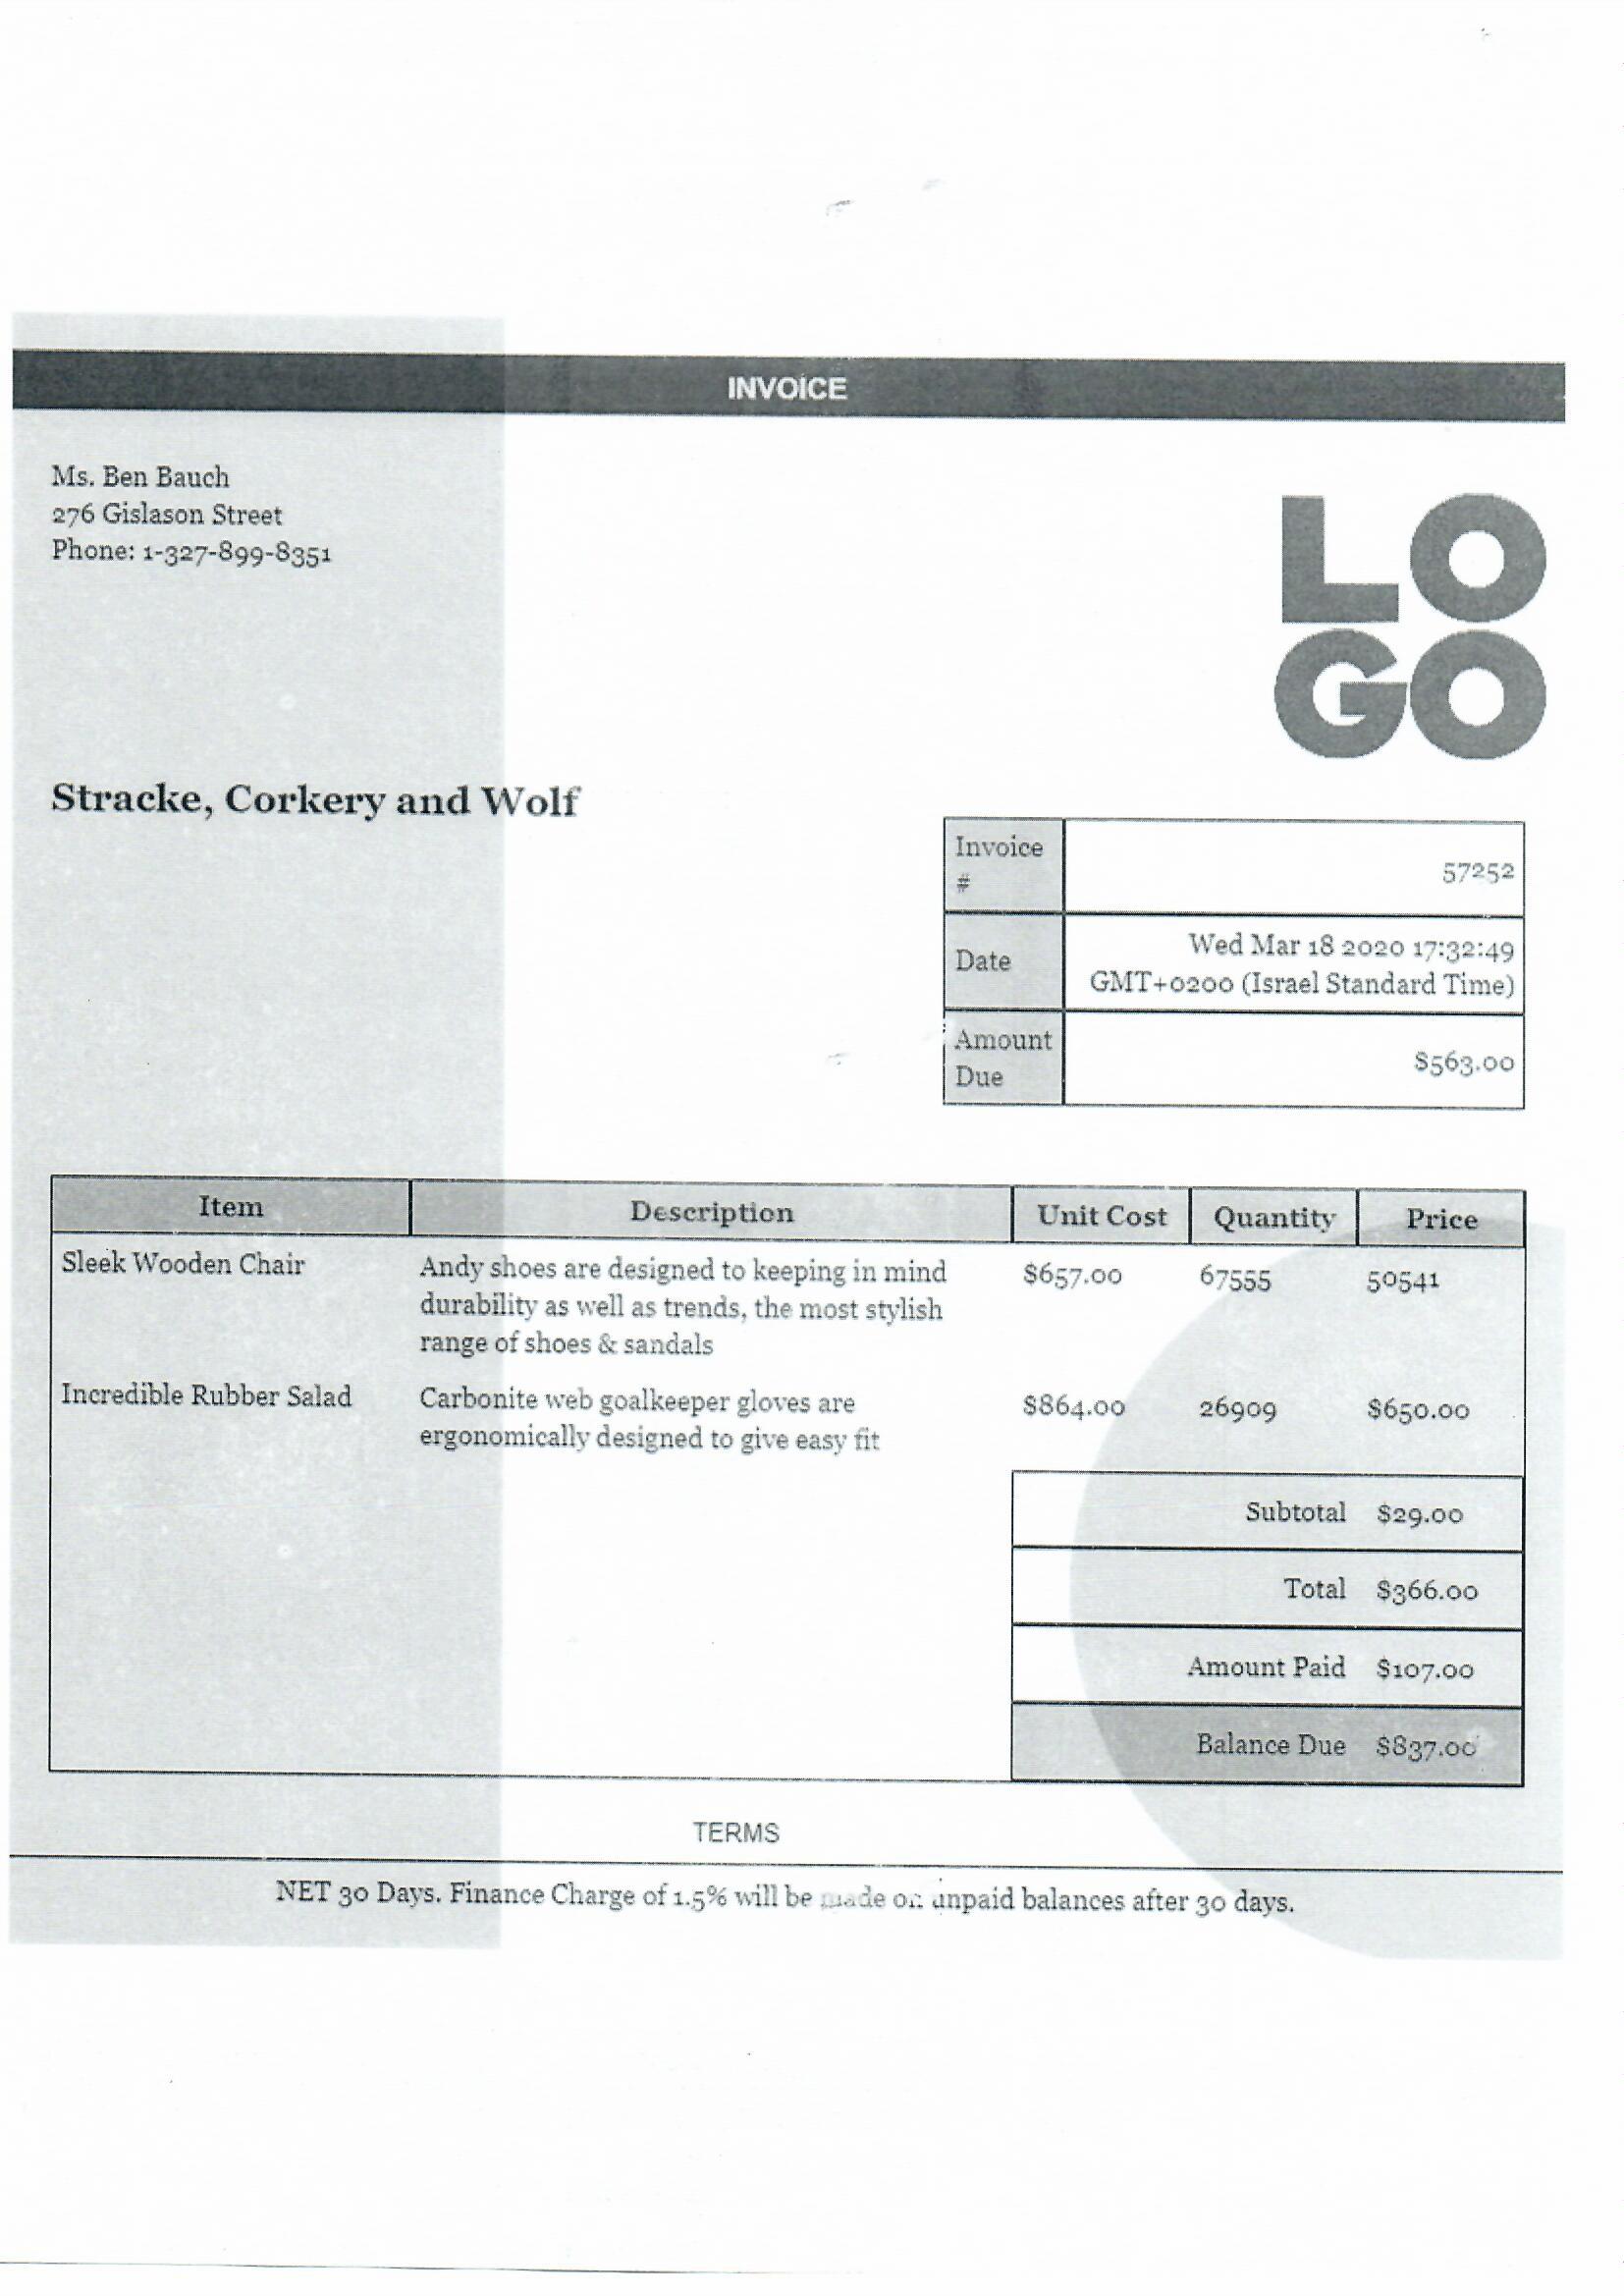 INVOICE
Ms. Ben Bauch
276 Gislason Street
Phone: 1-327-899-8351
LO
GO
Stracke, Corkery and Wolf
Invoice
#
57252
Date
Wed Mar 18 2020 17:32:49
GMT+0200 (Israel Standard Time)
Amount
Due
$563.00
Item Description Unit Cost Quantity Price
Sleek Wooden Chair
Andy shoes are designed to keeping in mind
durability as well as trends, the most stylish
range of shoes & sandals
$657.00 67555 50541
Incredible Rubber Salad
Carbonite web goalkeeper gloves are
ergonomically designed to give easy fit
$864.00 26909 $650.00
Subtotal $29.00
Total $366.00
Amount Paid $107.00
Balance Due $837.00
TERMS
NET 30 Days. Finance Charge of 1.5% will be made on unpaid balances after 30 days.